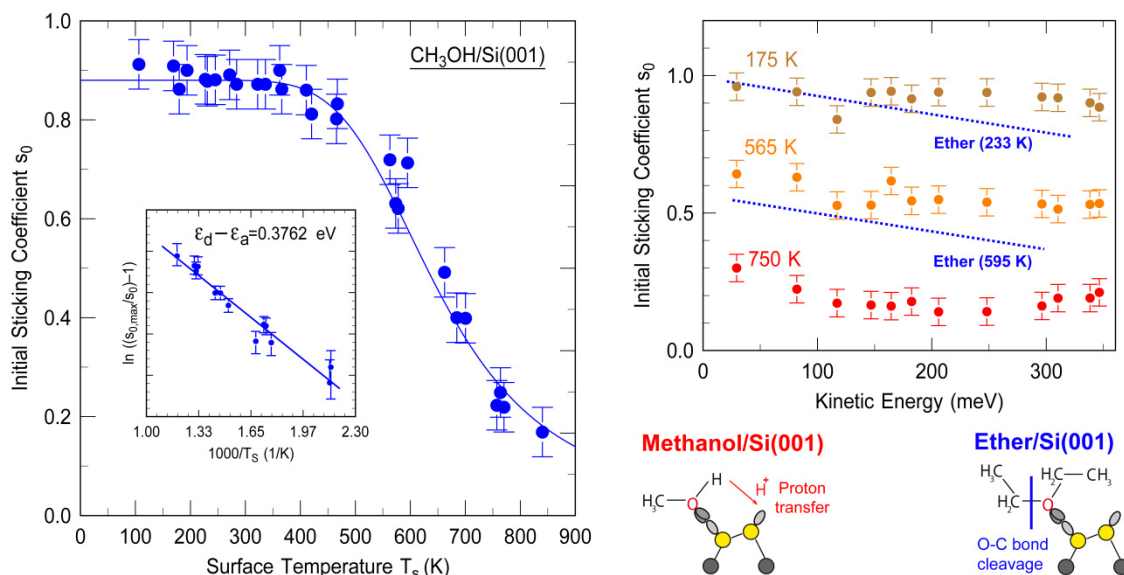 CH₃OH/Si(001)
Initial Sticking Coefficient s₀
1.0
0.8
0.6
0.4
0.2
0.0
0 100 200 300 400 500 600 700 800 900
Surface Temperature Tₛ (K)
εd − εa=0.3762 eV
ln ((s₀,max/s₀)−1)
1.00 1.33 1.65 1.97 2.30
1000/Tₛ (1/K)
Initial Sticking Coefficient s₀
1.0
0.5
0.0
175 K
Ether (233 K)
565 K
Ether (595 K)
750 K
0 100 200 300
Kinetic Energy (meV)
Methanol/Si(001)
H
H₃C
O
H⁺
Proton
transfer
Ether/Si(001)
H₃C
H₂C
CH₃
H₂C
O
O-C bond
cleavage